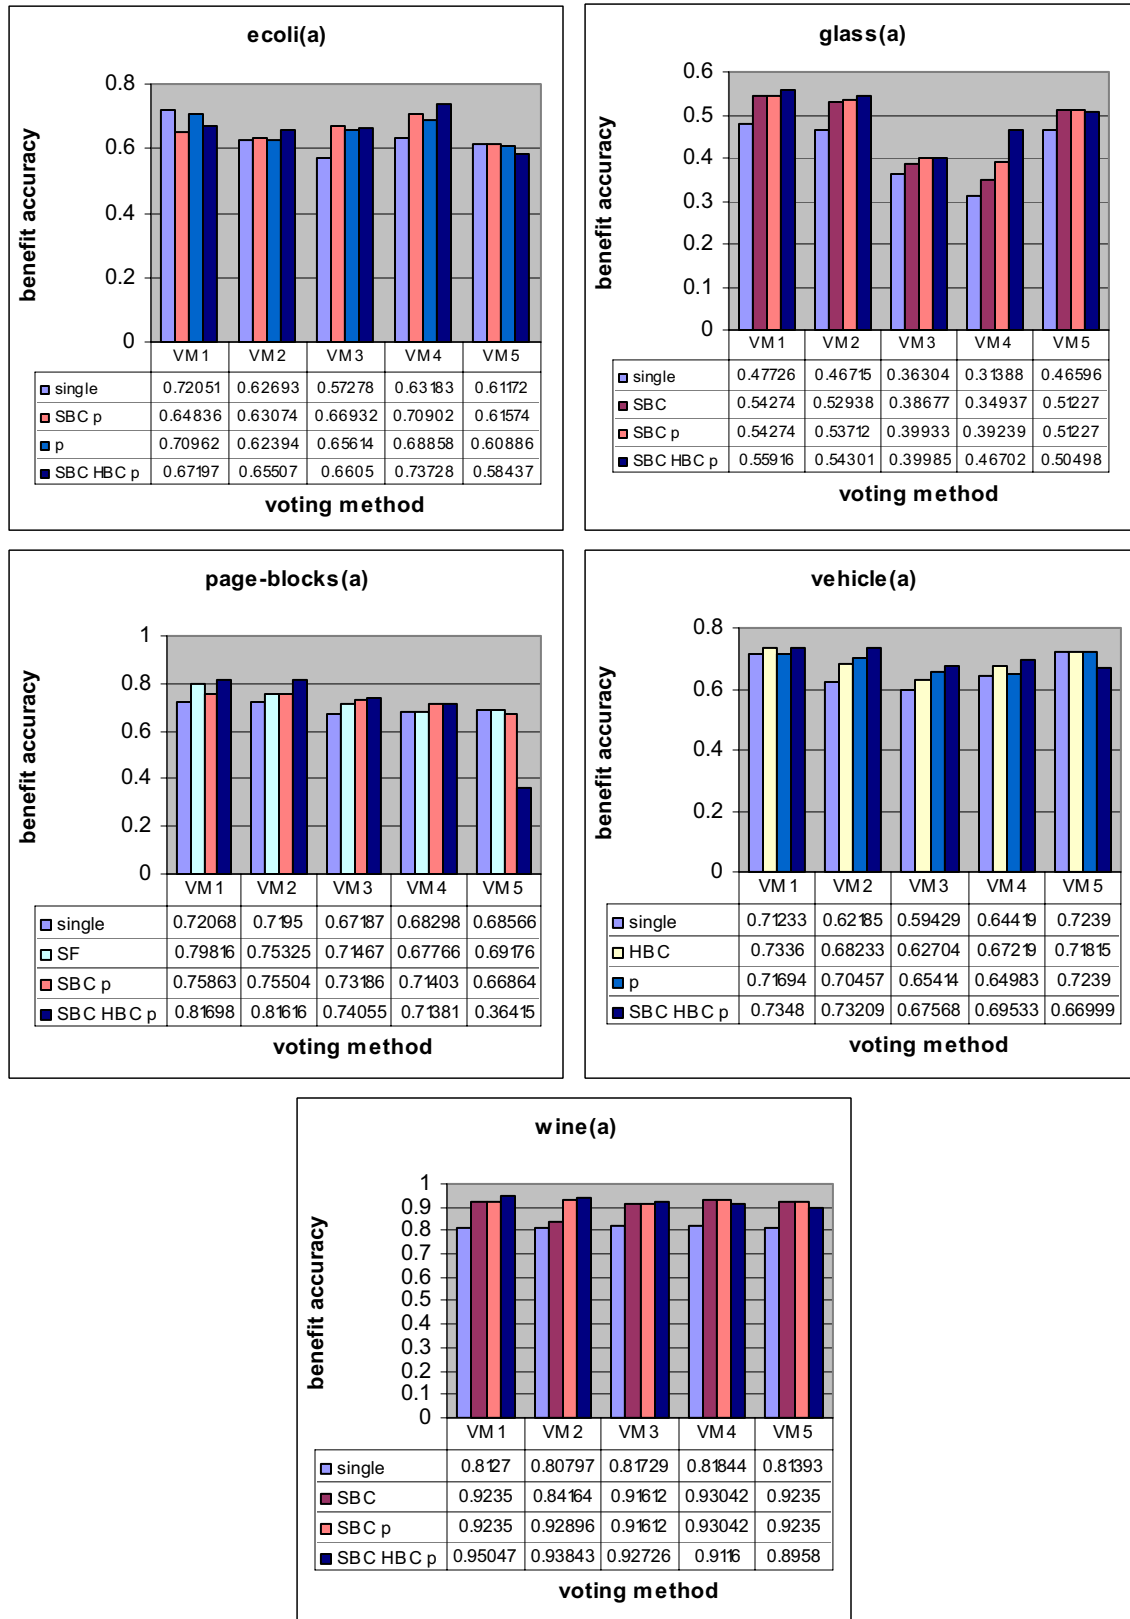 ecoli(a)
benefit accuracy
0.8
0.6
0.4
0.2
0
VM1 VM2 VM3 VM4 VM5
single 0.72051 0.62693 0.57278 0.63183 0.61172
SBC p 0.64836 0.63074 0.66932 0.70902 0.61574
p 0.70962 0.62394 0.65614 0.68858 0.60886
SBC HBC p 0.67197 0.65507 0.6605 0.73728 0.58437
voting method
glass(a)
benefit accuracy
0.6
0.5
0.4
0.3
0.2
0.1
0
VM1 VM2 VM3 VM4 VM5
single 0.47726 0.46715 0.36304 0.31388 0.46596
SBC 0.54274 0.52938 0.38677 0.34937 0.51227
SBC p 0.54274 0.53712 0.39933 0.39239 0.51227
SBC HBC p 0.55916 0.54301 0.39985 0.46702 0.50498
voting method
page-blocks(a)
benefit accuracy
1
0.8
0.6
0.4
0.2
0
VM1 VM2 VM3 VM4 VM5
single 0.72068 0.7195 0.67187 0.68298 0.68566
SF 0.79816 0.75325 0.71467 0.67766 0.69176
SBC p 0.75863 0.75504 0.73186 0.71403 0.66864
SBC HBC p 0.81698 0.81616 0.74055 0.71381 0.36415
voting method
vehicle(a)
benefit accuracy
0.8
0.6
0.4
0.2
0
VM1 VM2 VM3 VM4 VM5
single 0.71233 0.62185 0.59429 0.64419 0.7239
HBC 0.7336 0.68233 0.62704 0.67219 0.71815
p 0.71694 0.70457 0.65414 0.64983 0.7239
SBC HBC p 0.7348 0.73209 0.67568 0.69533 0.66999
voting method
wine(a)
benefit accuracy
1
0.9
0.8
0.7
0.6
0.5
0.4
0.3
0.2
0.1
0
VM1 VM2 VM3 VM4 VM5
single 0.8127 0.80797 0.81729 0.81844 0.81393
SBC 0.9235 0.84164 0.91612 0.93042 0.9235
SBC p 0.9235 0.92896 0.91612 0.93042 0.9235
SBC HBC p 0.95047 0.93843 0.92726 0.9116 0.8958
voting method